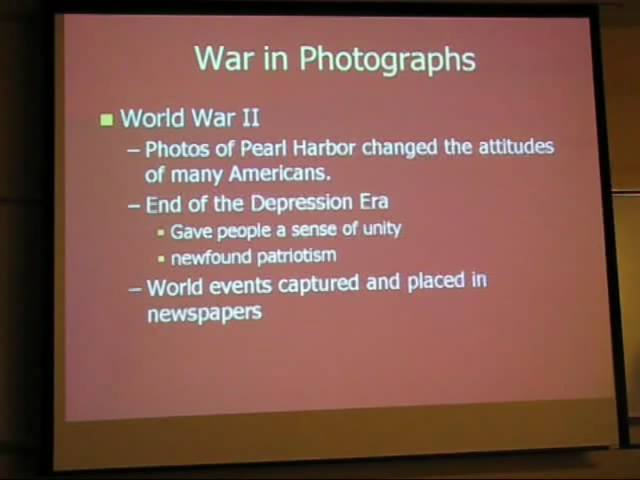 War in Photographs
World War II
– Photos of Pearl Harbor changed the attitudes
of many Americans.
– End of the Depression Era
Gave people a sense of unity
newfound patriotism
– World events captured and placed in
newspapers